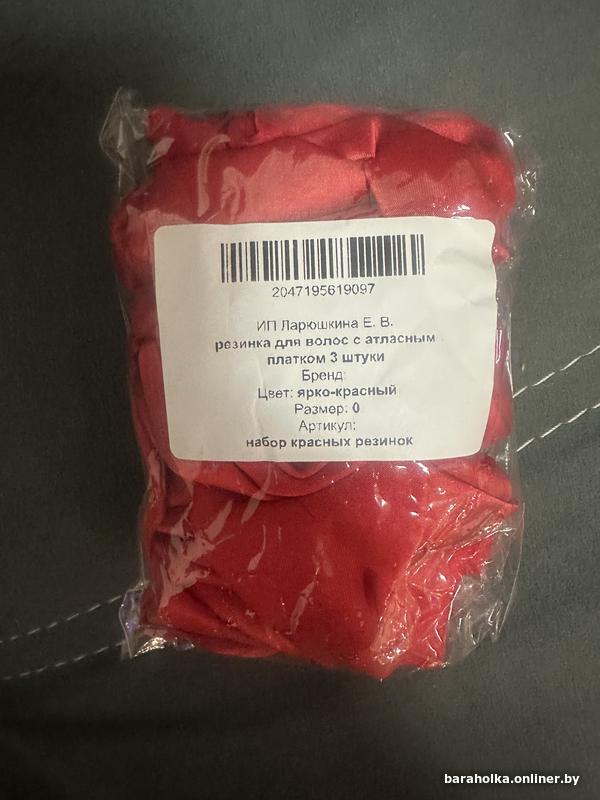 2047195619097
ИП Ларюшкина Е. В.
резинка для волос с атласным
платком 3 штуки
Бренд:
Цвет: ярко-красный
Размер: 0
Артикул:
набор красных резинок
baraholka.onliner.by